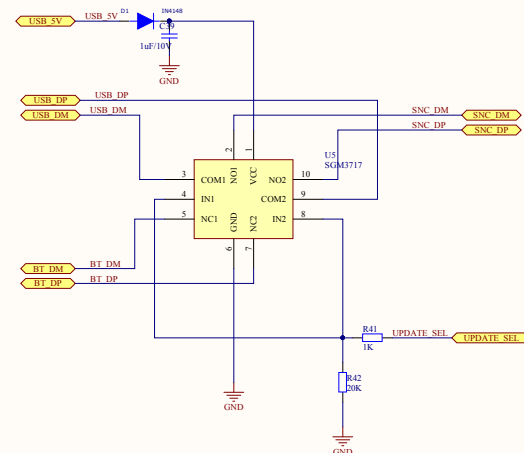 D1 IN4148
USB_5V USB_5V
C39
1uF/10V
GND
USB_DP USB_DP
USB_DM USB_DM
SNC_DM SNC_DM
SNC_DP SNC_DP
2 1
U5
SGM3717
3 COM1 NO1 VCC NO2 10
4 IN1 COM2 9
5 NC1 GND NC2 IN2 8
6 7
BT_DM BT_DM
BT_DP BT_DP
R41 UPDATE_SEL UPDATE_SEL
1K
R42
20K
GND
GND